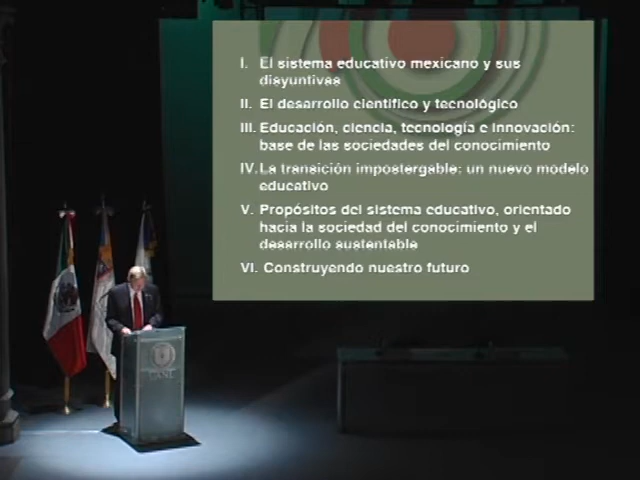 I. El sistema educativo mexicano y sus
disyuntivas
II. El desarrollo científico y tecnológico
III. Educación, ciencia, tecnología e innovación:
base de las sociedades del conocimiento
IV. La transición impostergable: un nuevo modelo
educativo
V. Propósitos del sistema educativo, orientado
hacia la sociedad del conocimiento y el
desarrollo sustentable
VI. Construyendo nuestro futuro
UANL